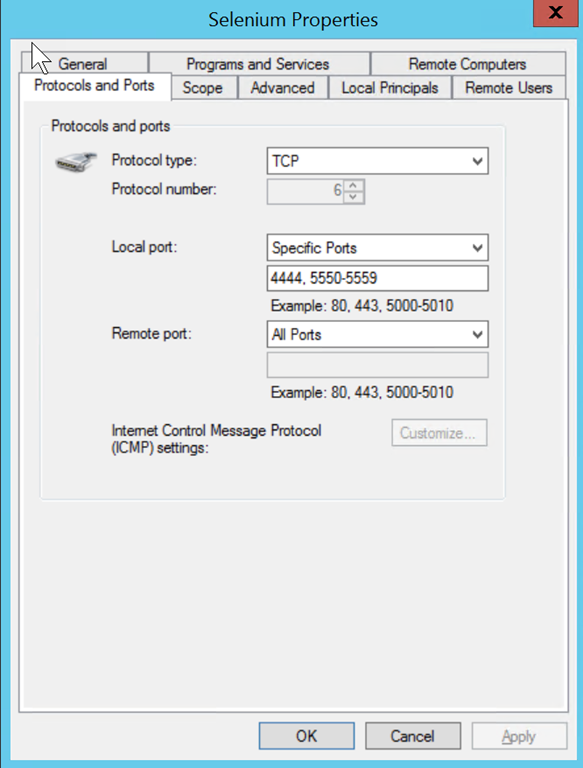 Selenium Properties
X
General Programs and Services Remote Computers
Protocols and Ports Scope Advanced Local Principals Remote Users
Protocols and ports
Protocol type: TCP
Protocol number: 6
Local port: Specific Ports
4444, 5550-5559
Example: 80, 443, 5000-5010
Remote port: All Ports
Example: 80, 443, 5000-5010
Internet Control Message Protocol
(ICMP) settings:
Customize...
OK Cancel Apply